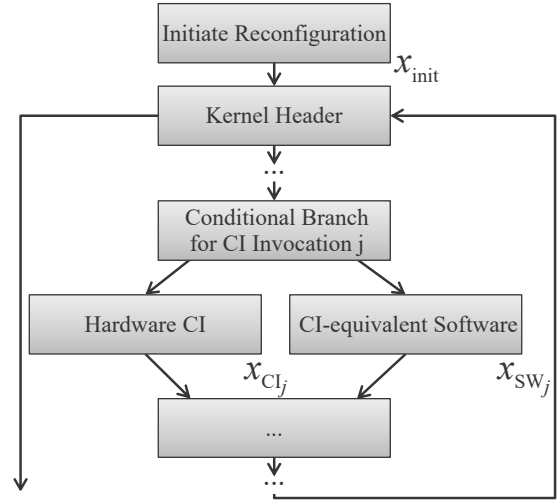 Initiate Reconfiguration
x_init
Kernel Header
...
Conditional Branch
for CI Invocation j
Hardware CI
CI-equivalent Software
x_CI_j
x_SW_j
...
...